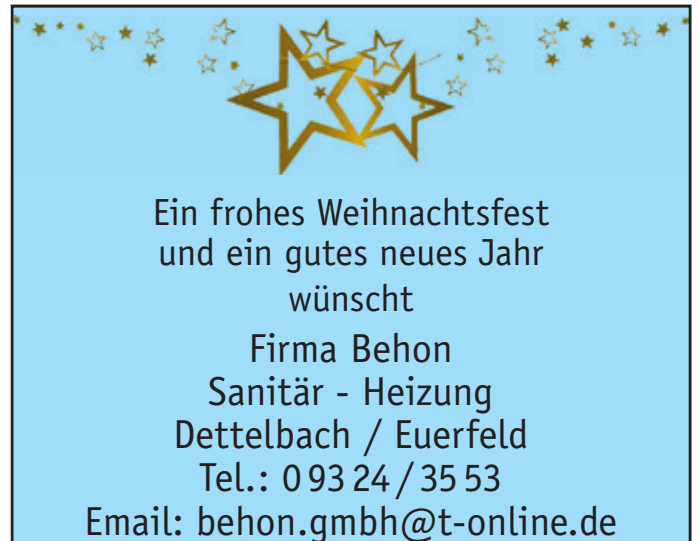 Ein frohes Weihnachtsfest
und ein gutes neues Jahr
wünscht
Firma Behon
Sanitär - Heizung
Dettelbach / Euerfeld
Tel.: 0 93 24 / 35 53
Email: behon.gmbh@t-online.de